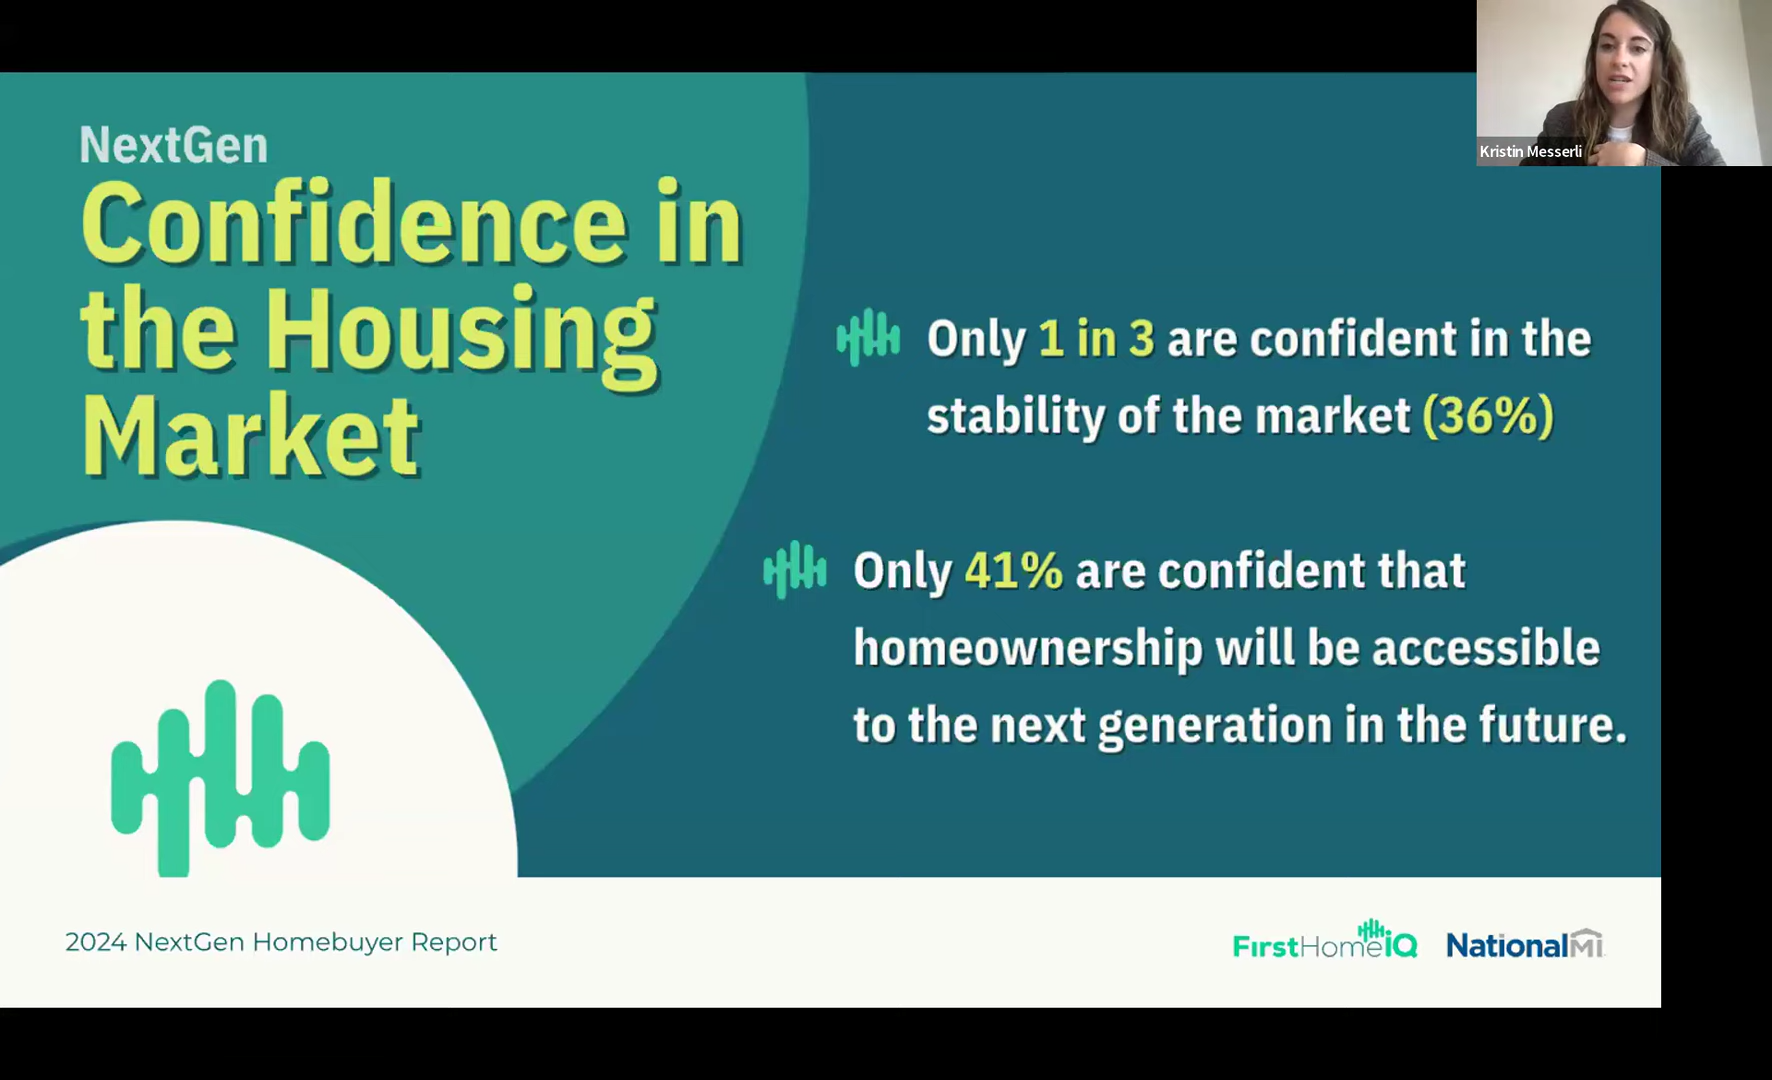 Kristin Messerli
NextGen
Confidence in
the Housing
Market
Only 1 in 3 are confident in the
stability of the market (36%)
Only 41% are confident that
homeownership will be accessible
to the next generation in the future.
2024 NextGen Homebuyer Report
FirstHomeiQ
NationalMi